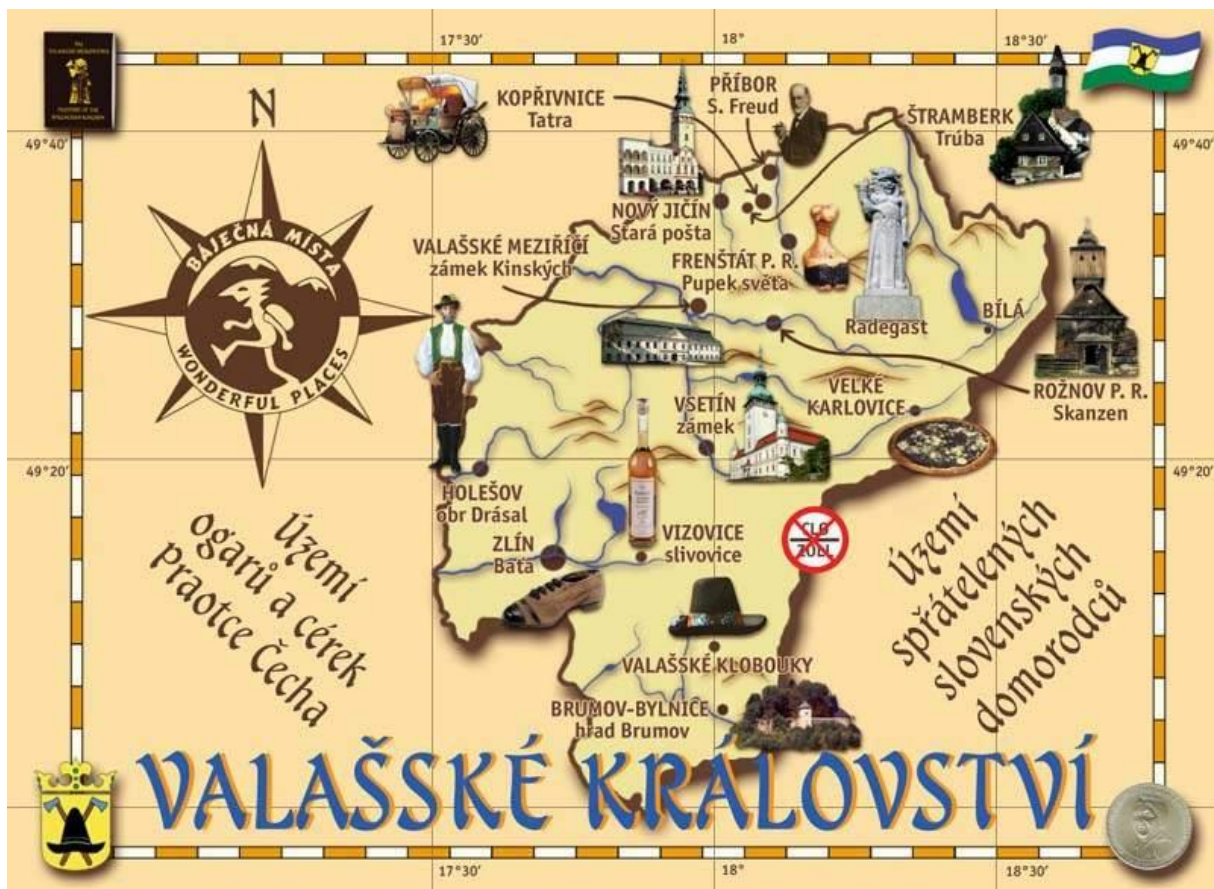 17°30'
18°
18°30'
N
KOPŘIVNICE
Tatra
PŘÍBOR
S. Freud
ŠTRAMBERK
Trúba
49°40'
49°40'
NOVÝ JIČÍN
Stará pošta
VALAŠSKÉ MEZIŘÍČÍ
zámek Kinských
FRENŠTÁT P. R.
Pupek světa
BÁJEČNÁ MÍSTA
WONDERFUL PLACES
Radegast
BÍLÁ
ROŽNOV P. R.
Skanzen
VELKÉ
KARLOVICE
VSETÍN
zámek
49°20'
49°20'
HOLEŠOV
obr Drásal
ZLÍN
Baťa
VIZOVICE
slivovice
CLO
ZOLL
Území
ogarů a cérek
praotce Čecha
Území
spřátelených
slovenských
domorodců
VALAŠSKÉ KLOBOUKY
BRUMOV-BYLNICE
hrad Brumov
VALAŠSKÉ KRÁLOVSTVÍ
17°30'
18°
18°30'